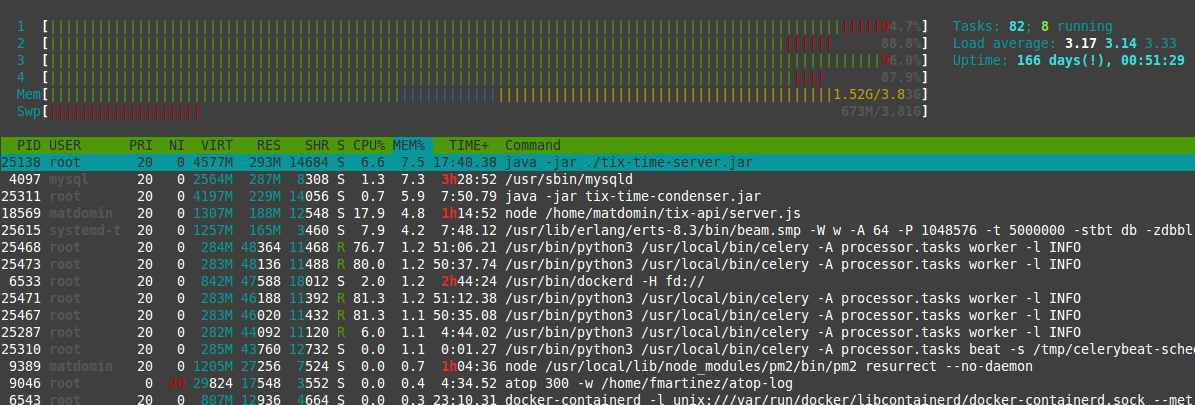 1 [ 94.7%] Tasks: 82; 8 running
2 [ 88.8%] Load average: 3.17 3.14 3.33
3 [ 96.0%] Uptime: 166 days(!), 00:51:29
4 [ 87.9%]
Mem[ 1.52G/3.83G]
Swp[ 673M/3.81G]
PID USER PRI NI VIRT RES SHR S CPU% MEM% TIME+ Command
25138 root 20 0 4577M 293M 14684 S 6.6 7.5 17:40.38 java -jar ./tix-time-server.jar
4097 mysql 20 0 2564M 287M 8308 S 1.3 7.3 3h28:52 /usr/sbin/mysqld
25311 root 20 0 4197M 229M 14056 S 0.7 5.9 7:50.79 java -jar tix-time-condenser.jar
18569 matdomin 20 0 1307M 188M 12548 S 17.9 4.8 1h14:52 node /home/matdomin/tix-api/server.js
25615 systemd-t 20 0 1257M 165M 3460 S 7.9 4.2 7:48.12 /usr/lib/erlang/erts-8.3/bin/beam.smp -W w -A 64 -P 1048576 -t 5000000 -stbt db -zdbbl
25468 root 20 0 284M 48364 11468 R 76.7 1.2 51:06.21 /usr/bin/python3 /usr/local/bin/celery -A processor.tasks worker -l INFO
25473 root 20 0 283M 48136 11488 R 80.0 1.2 50:37.74 /usr/bin/python3 /usr/local/bin/celery -A processor.tasks worker -l INFO
6533 root 20 0 842M 47588 18012 S 2.0 1.2 2h44:24 /usr/bin/dockerd -H fd://
25471 root 20 0 283M 46188 11392 R 81.3 1.2 51:12.38 /usr/bin/python3 /usr/local/bin/celery -A processor.tasks worker -l INFO
25467 root 20 0 283M 46020 11432 R 81.3 1.1 50:35.08 /usr/bin/python3 /usr/local/bin/celery -A processor.tasks worker -l INFO
25287 root 20 0 282M 44092 11120 R 6.0 1.1 4:44.02 /usr/bin/python3 /usr/local/bin/celery -A processor.tasks worker -l INFO
25310 root 20 0 285M 43760 12732 S 0.0 1.1 0:01.27 /usr/bin/python3 /usr/local/bin/celery -A processor.tasks beat -s /tmp/celerybeat-sche
9389 matdomin 20 0 1205M 27256 7524 S 0.0 0.7 1h04:36 node /usr/local/lib/node_modules/pm2/bin/pm2 resurrect --no-daemon
9046 root 0 -20 29824 17548 3552 S 0.0 0.4 4:34.52 atop 300 -w /home/fmartinez/atop-log
6543 root 20 0 807M 12936 4664 S 0.0 0.3 23:10.31 docker-containerd -l unix:///var/run/docker/libcontainerd/docker-containerd.sock --met